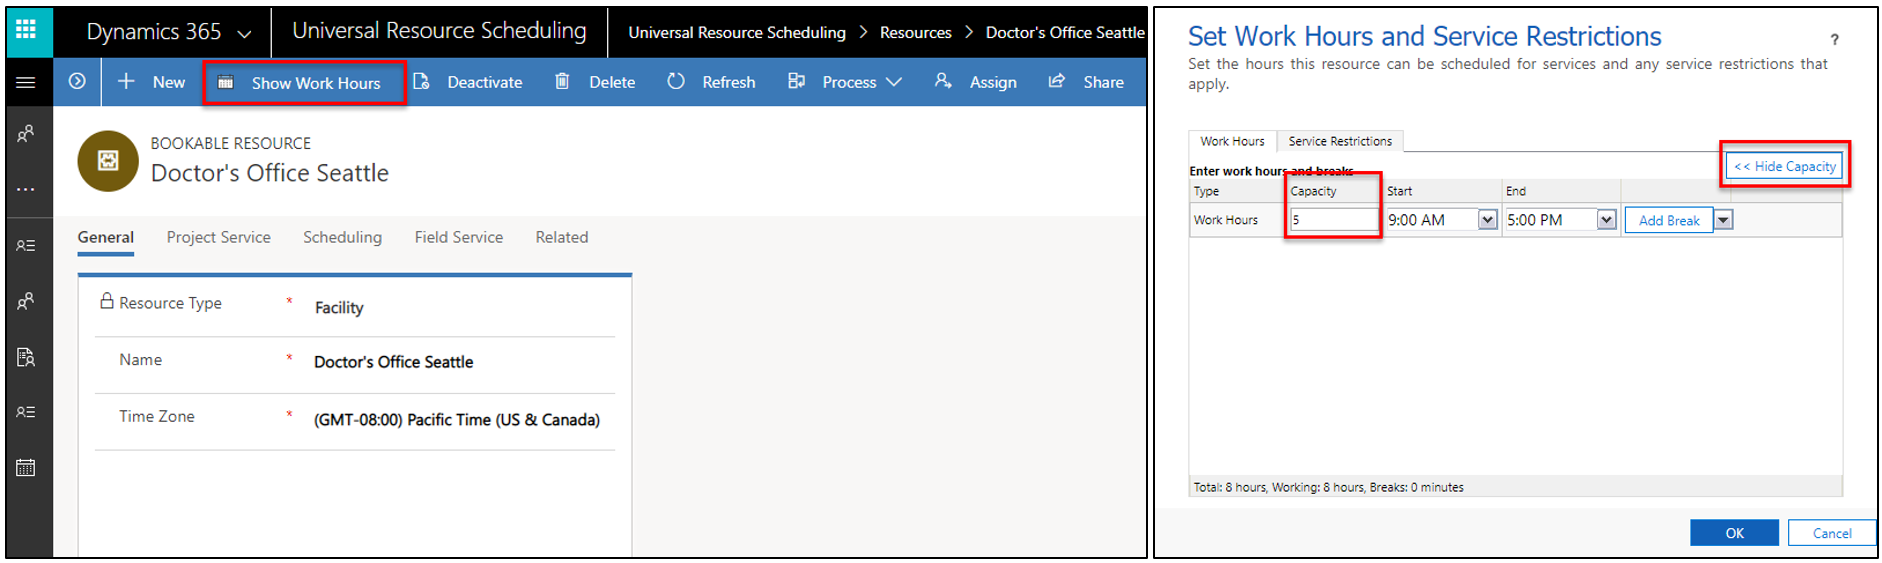 Dynamics 365
Universal Resource Scheduling
Universal Resource Scheduling > Resources > Doctor's Office Seattle
New
Show Work Hours
Deactivate
Delete
Refresh
Process
Assign
Share
BOOKABLE RESOURCE
Doctor's Office Seattle
General Project Service Scheduling Field Service Related
Resource Type * Facility
Name * Doctor's Office Seattle
Time Zone * (GMT-08:00) Pacific Time (US & Canada)
Set Work Hours and Service Restrictions
?
Set the hours this resource can be scheduled for services and any service restrictions that
apply.
Work Hours Service Restrictions
<< Hide Capacity
Enter work hours and breaks
Type Capacity Start End
Work Hours 5 9:00 AM 5:00 PM Add Break
Total: 8 hours, Working: 8 hours, Breaks: 0 minutes
OK Cancel